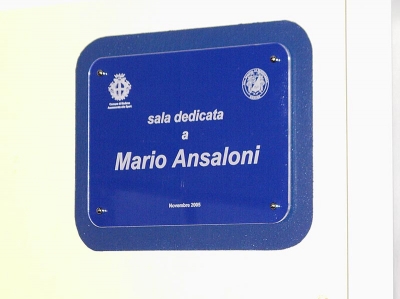 sala dedicata
a
Mario Ansaloni
Novembre 2005